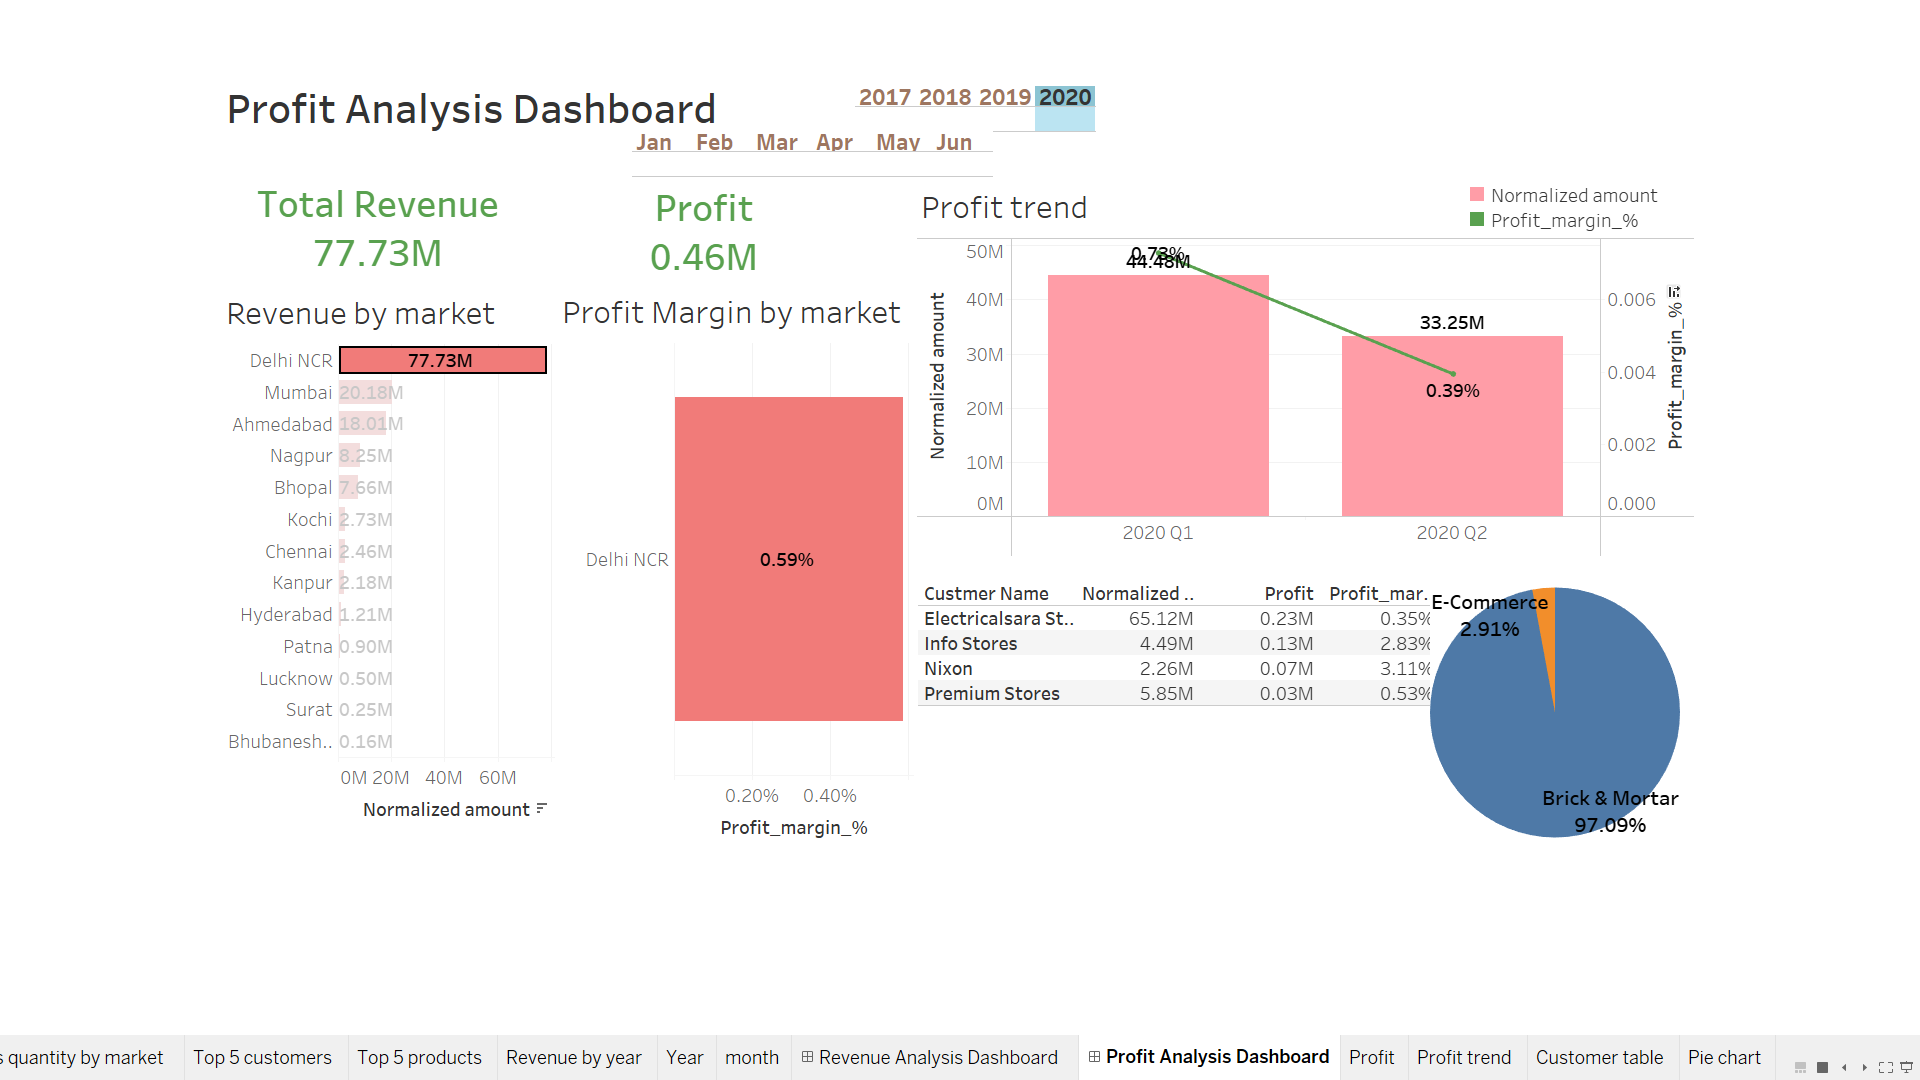 Profit Analysis Dashboard
2017 2018 2019 2020
Jan Feb Mar Apr May Jun
Total Revenue
77.73M
Profit
0.46M
Profit trend
Normalized amount
Profit_margin_%
Revenue by market
Delhi NCR 77.73M
Mumbai 20.18M
Ahmedabad 18.01M
Nagpur 8.25M
Bhopal 7.66M
Kochi 2.73M
Chennai 2.46M
Kanpur 2.18M
Hyderabad 1.21M
Patna 0.90M
Lucknow 0.50M
Surat 0.25M
Bhubanesh.. 0.16M
0M 20M 40M 60M
Normalized amount
Profit Margin by market
Delhi NCR 0.59%
0.20% 0.40%
Profit_margin_%
Normalized amount
50M
40M
30M
20M
10M
0M
0.73%
44.48M
33.25M
0.39%
2020 Q1 2020 Q2
0.006
0.004
0.002
0.000
Profit_margin_%
Custmer Name Normalized .. Profit Profit_mar..
Electricalsara St.. 65.12M 0.23M 0.35%
Info Stores 4.49M 0.13M 2.83%
Nixon 2.26M 0.07M 3.11%
Premium Stores 5.85M 0.03M 0.53%
E-Commerce
2.91%
Brick & Mortar
97.09%
s quantity by market Top 5 customers Top 5 products Revenue by year Year month Revenue Analysis Dashboard Profit Analysis Dashboard Profit Profit trend Customer table Pie chart